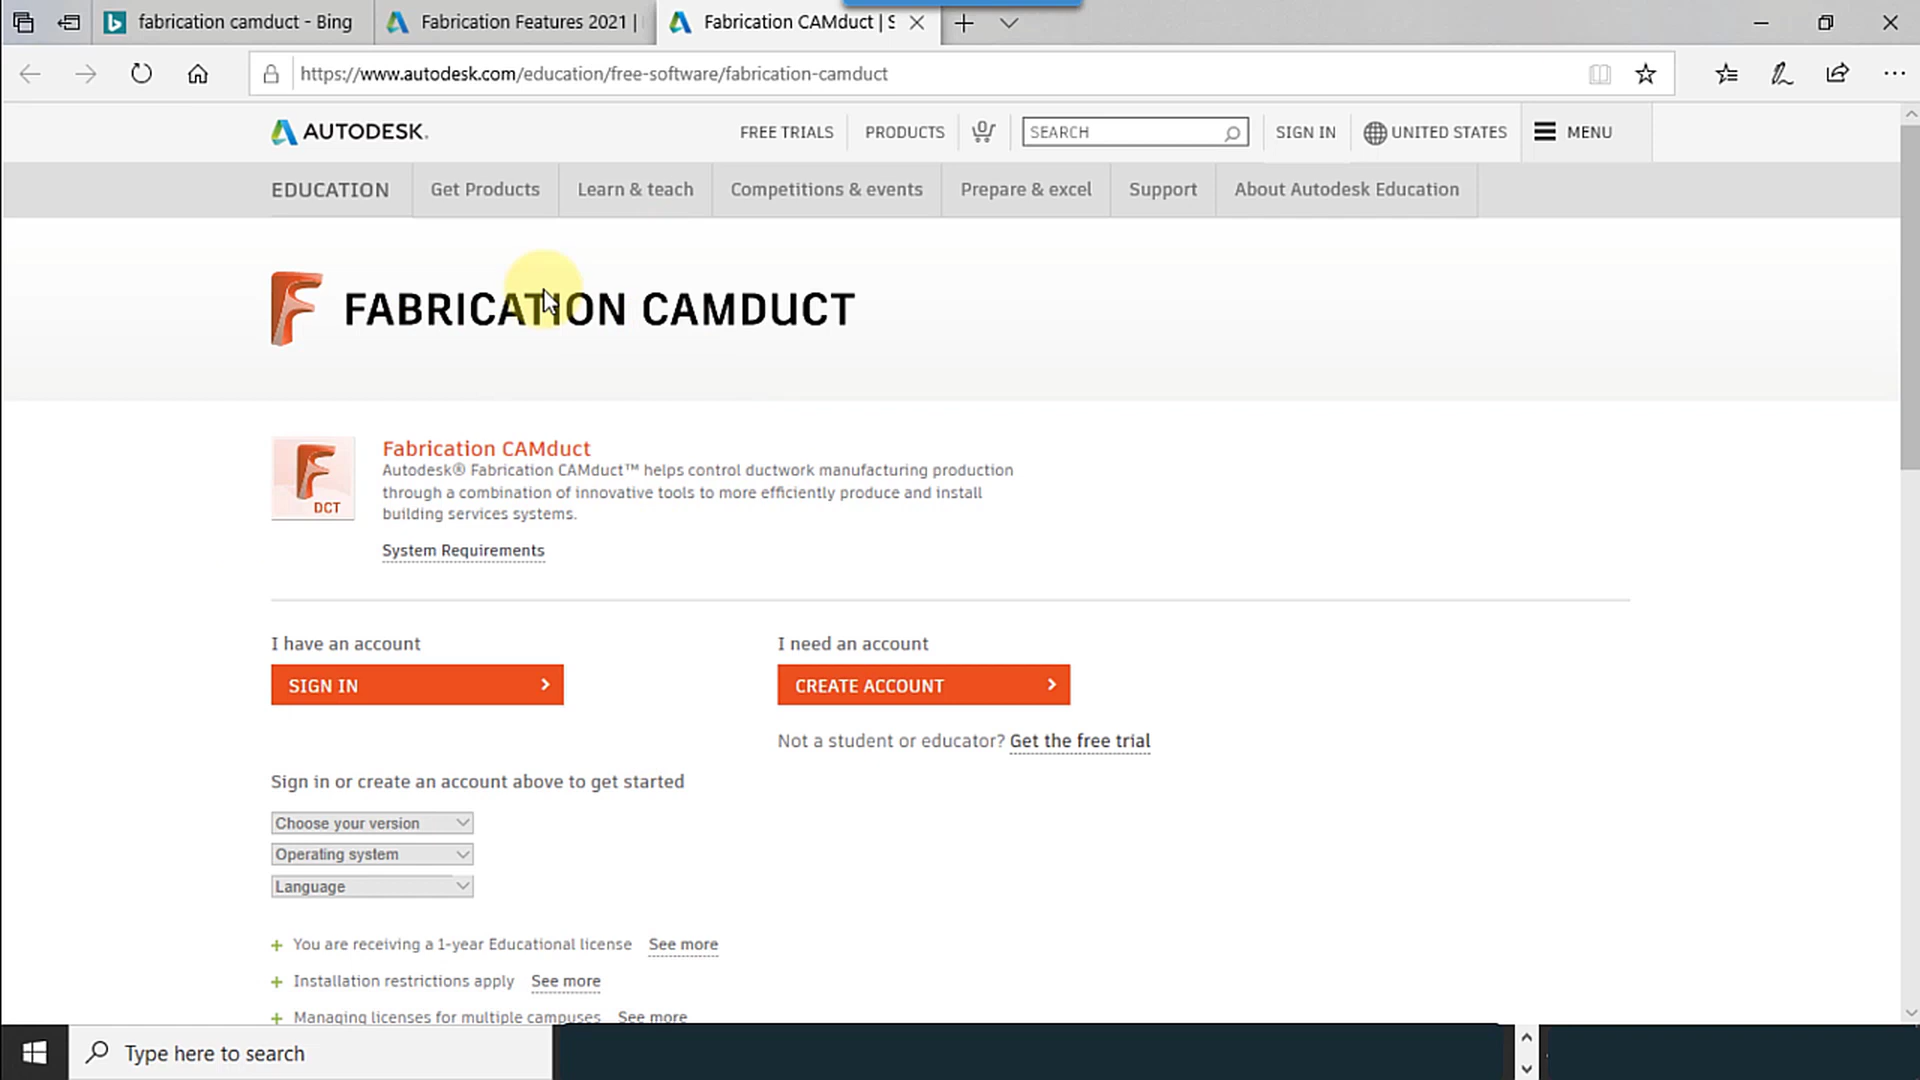 fabrication camduct - Bing
Fabrication Features 2021 |
Fabrication CAMduct | S
https://www.autodesk.com/education/free-software/fabrication-camduct
AUTODESK.
FREE TRIALS
PRODUCTS
0
SEARCH
SIGN IN
UNITED STATES
MENU
EDUCATION
Get Products
Learn & teach
Competitions & events
Prepare & excel
Support
About Autodesk Education
FABRICATION CAMDUCT
DCT
Fabrication CAMduct
Autodesk® Fabrication CAMduct™ helps control ductwork manufacturing production
through a combination of innovative tools to more efficiently produce and install
building services systems.
System Requirements
I have an account
SIGN IN
I need an account
CREATE ACCOUNT
Not a student or educator? Get the free trial
Sign in or create an account above to get started
Choose your version
Operating system
Language
+ You are receiving a 1-year Educational license See more
+ Installation restrictions apply See more
+ Managing licenses for multiple campuses See more
Type here to search